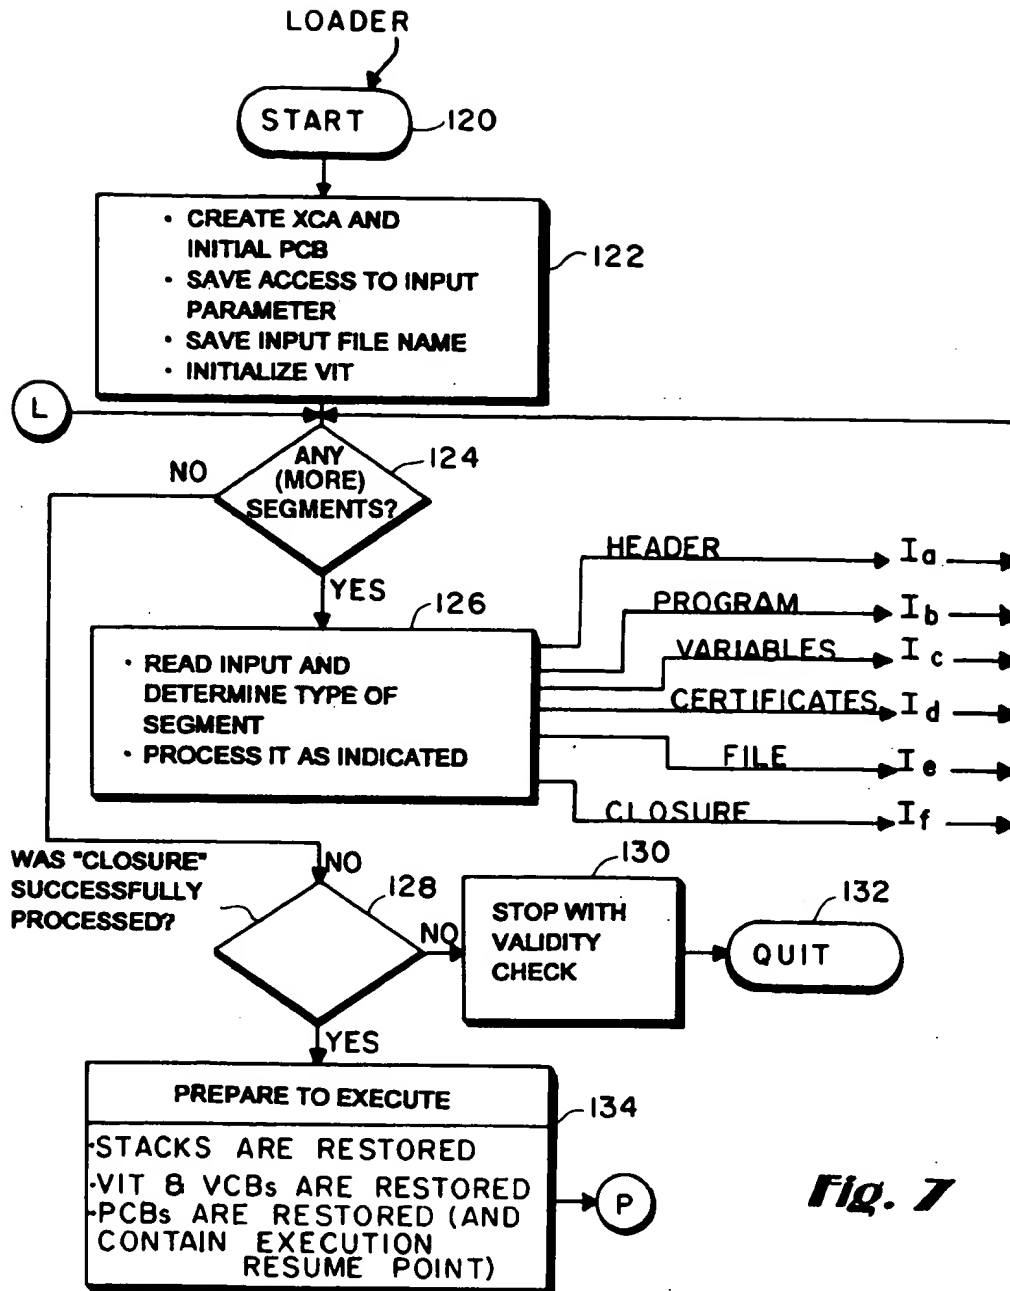 LOADER
START
120
• CREATE XCA AND
INITIAL PCB
• SAVE ACCESS TO INPUT
PARAMETER
• SAVE INPUT FILE NAME
• INITIALIZE VIT
122
L
ANY
(MORE)
SEGMENTS?
124
NO
YES
126
• READ INPUT AND
DETERMINE TYPE OF
SEGMENT
• PROCESS IT AS INDICATED
HEADER Ia
PROGRAM Ib
VARIABLES Ic
CERTIFICATES Id
FILE Ie
CLOSURE If
WAS "CLOSURE"
SUCCESSFULLY
PROCESSED?
NO
128
NO
130
STOP WITH
VALIDITY
CHECK
132
QUIT
YES
PREPARE TO EXECUTE
134
•STACKS ARE RESTORED
•VIT & VCBs ARE RESTORED
•PCBs ARE RESTORED (AND
CONTAIN EXECUTION
RESUME POINT)
P
Fig. 7